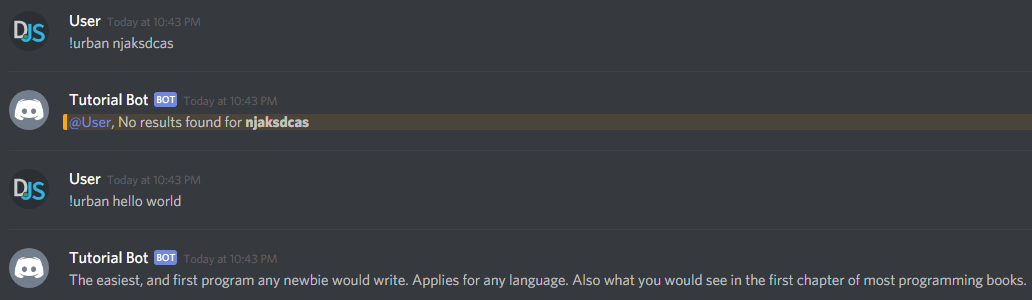 DJS
User Today at 10:43 PM
!urban njaksdcas
Tutorial Bot BOT Today at 10:43 PM
@User, No results found for njaksdcas
DJS
User Today at 10:43 PM
!urban hello world
Tutorial Bot BOT Today at 10:43 PM
The easiest, and first program any newbie would write. Applies for any language. Also what you would see in the first chapter of most programming books.